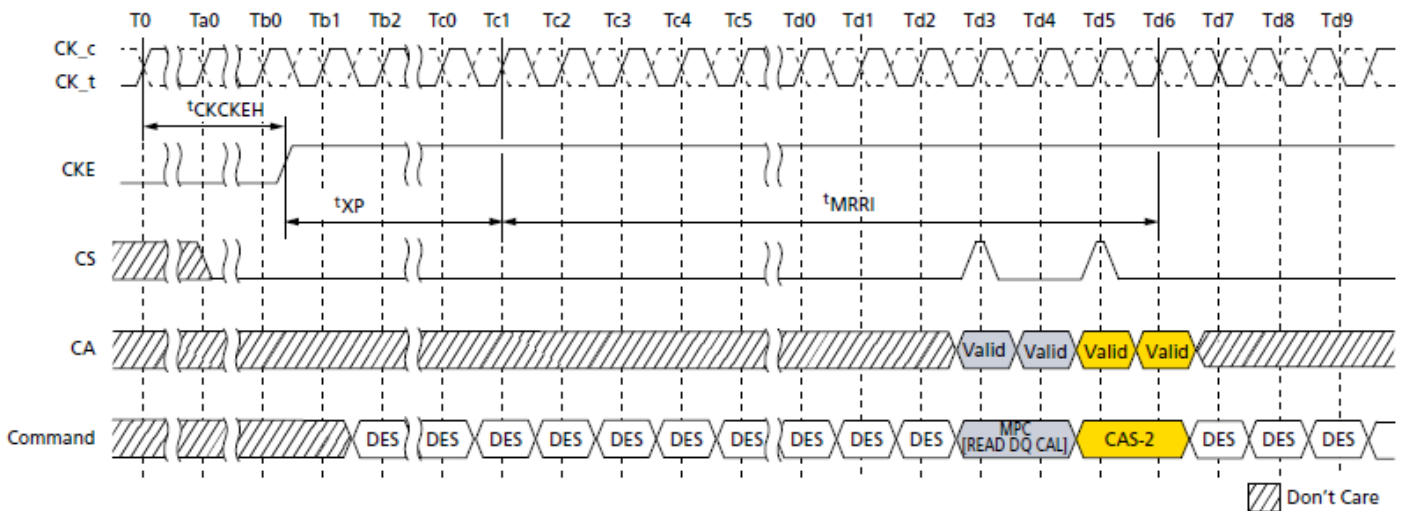 T0 Ta0 Tb0 Tb1 Tb2 Tc0 Tc1 Tc2 Tc3 Tc4 Tc5 Td0 Td1 Td2 Td3 Td4 Td5 Td6 Td7 Td8 Td9
CK_c
CK_t
tCKCKEH
CKE
tXP tMRRI
CS
CA Valid Valid Valid Valid
Command DES DES DES DES DES DES DES DES DES DES MPC [READ DQ CAL] CAS-2 DES DES DES
Don't Care